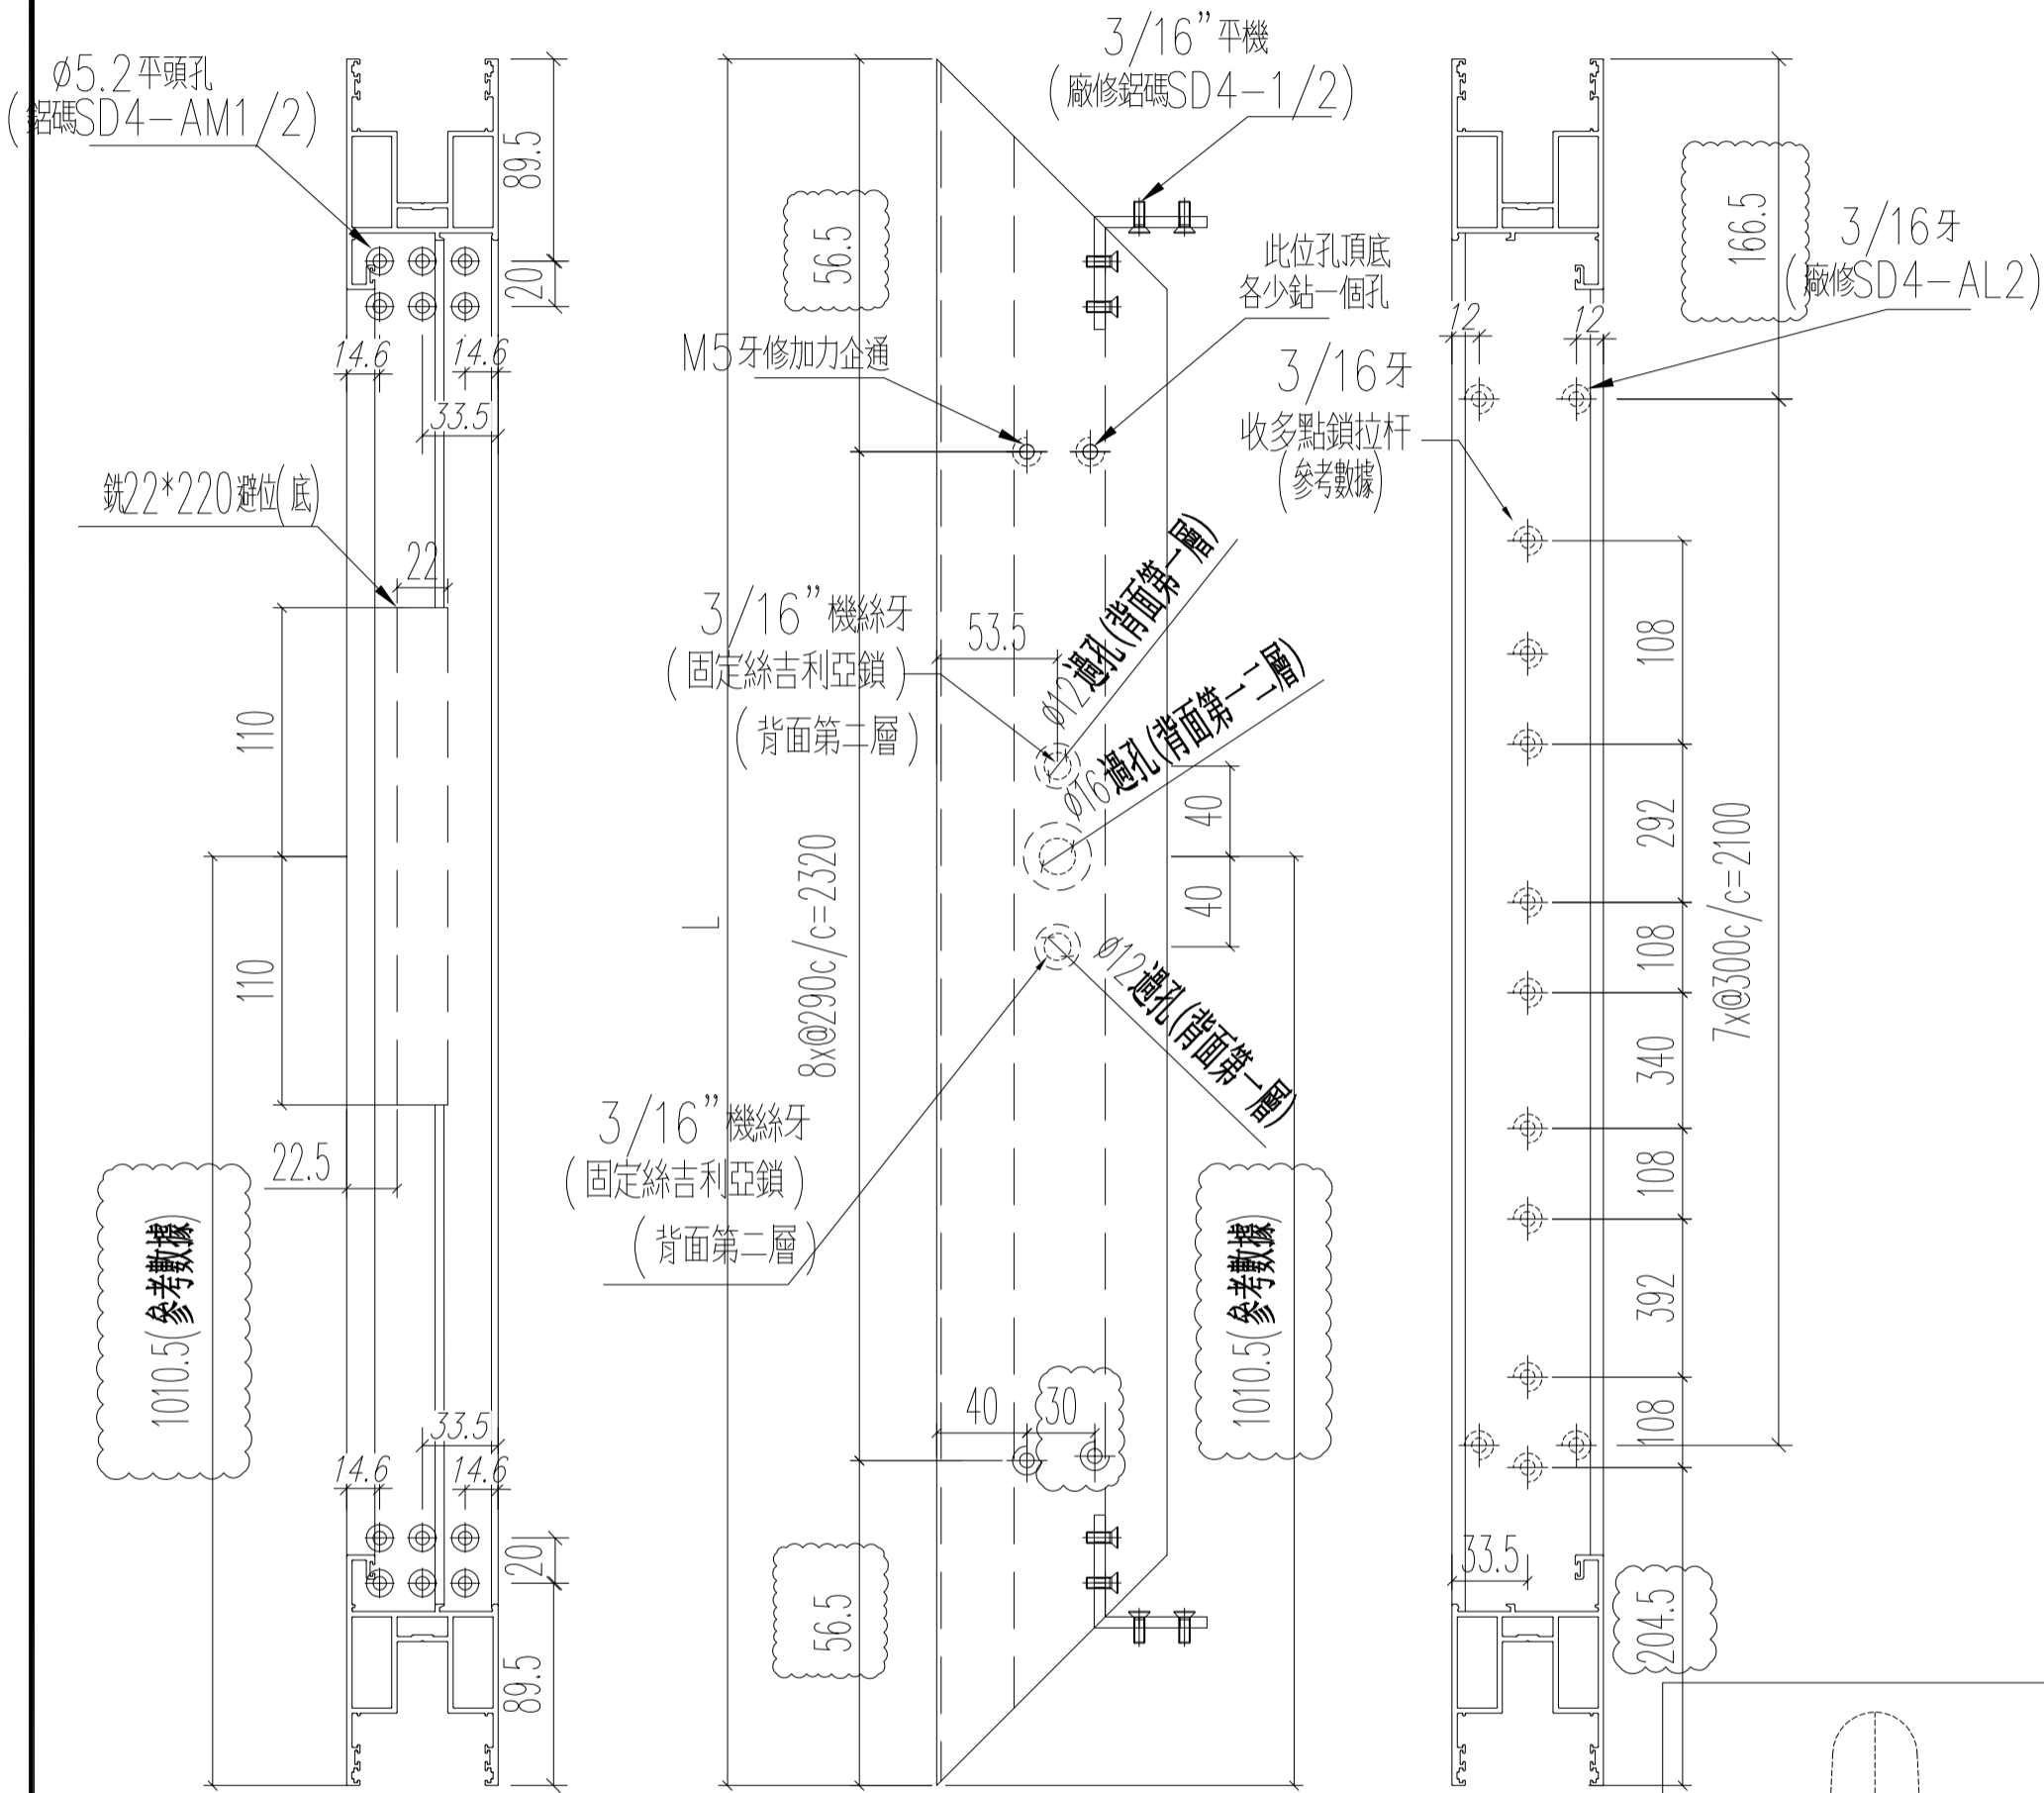 ø5.2平頭孔
(鋁碼SD4-AM1/2)
89.5
20
14.6
14.6
33.5
銑22*220避位(底)
22
110
110
22.5
1010.5(參考數據)
33.5
14.6
14.6
20
89.5
3/16"平機
(廠修鋁碼SD4-1/2)
56.5
此位孔頂底
各少鉆一個孔
M5牙修加力企通
3/16"機絲牙
(固定絲吉利亞鎖)
(背面第二層)
53.5
ø12過孔(背面第一層)
ø16過孔(背面第一二層)
40
40
L
8x@290c/c=2320
ø12過孔(背面第一層)
3/16"機絲牙
(固定絲吉利亞鎖)
(背面第二層)
1010.5(參考數據)
40
30
56.5
166.5
3/16牙
(廠修SD4-AL2)
12
12
3/16牙
收多點鎖拉杆
(參考數據)
108
292
108
340
108
392
108
7x@300c/c=2100
33.5
204.5